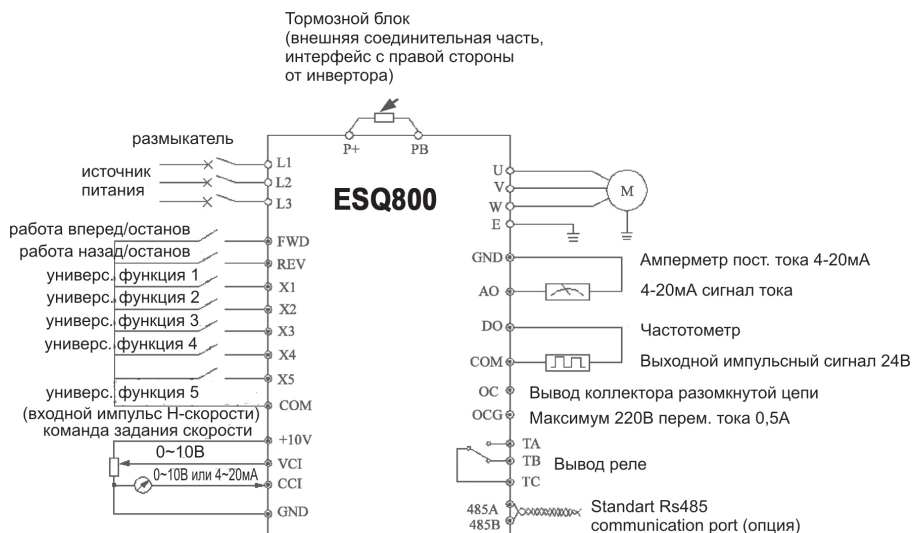 Тормозной блок
(внешняя соединительная часть,
интерфейс с правой стороны
от инвертора)
P+ PB
размыкатель
источник
питания
L1
L2
L3
ESQ800
U
V
W
E
M
работа вперед/останов
FWD
работа назад/останов
REV
универс. функция 1
X1
универс. функция 2
X2
универс. функция 3
X3
универс. функция 4
X4
X5
универс. функция 5
(входной импульс Н-скорости)
COM
команда задания скорости
+10V
0~10В
VCI
0~10В или 4~20мА
CCI
GND
GND
Амперметр пост. тока 4-20мА
AO
4-20мА сигнал тока
DO
Частотометр
COM
Выходной импульсный сигнал 24В
OC
Вывод коллектора разомкнутой цепи
OCG
Максимум 220В перем. тока 0,5А
TA
TB
TC
Вывод реле
485A
485B
Standart Rs485
communication port (опция)